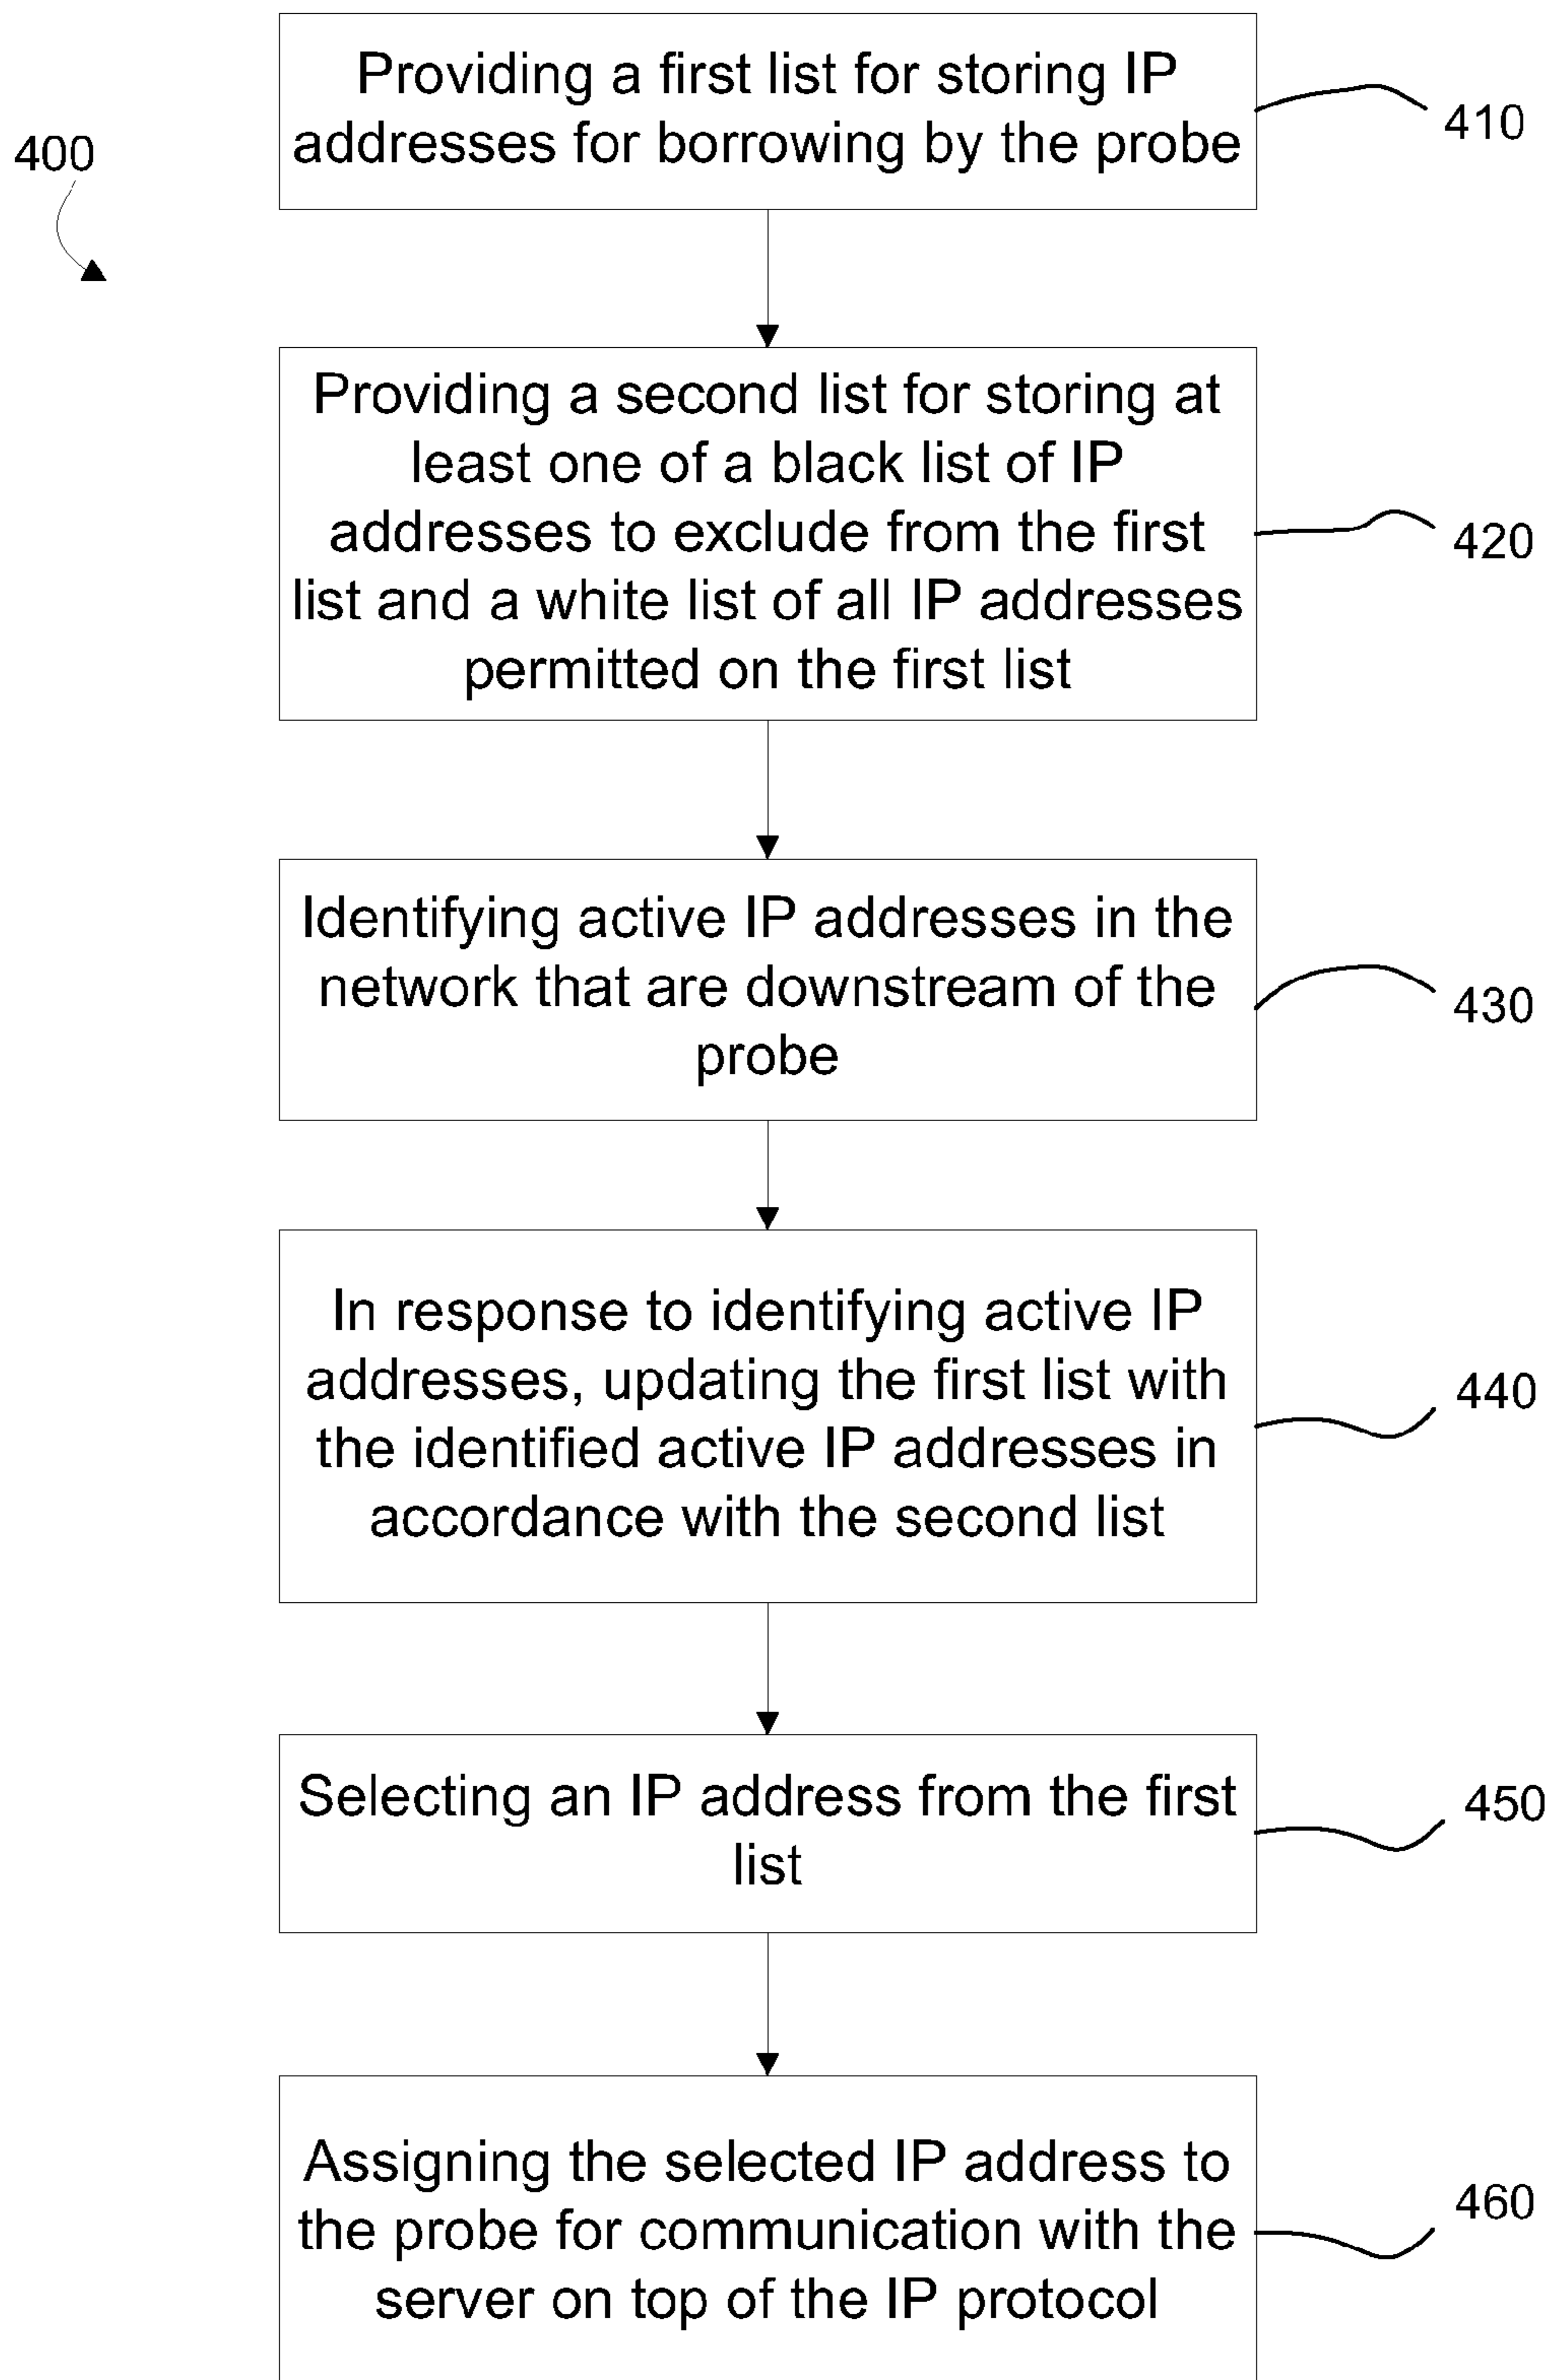 400
Providing a first list for storing IP
addresses for borrowing by the probe
410
Providing a second list for storing at
least one of a black list of IP
addresses to exclude from the first
list and a white list of all IP addresses
permitted on the first list
420
Identifying active IP addresses in the
network that are downstream of the
probe
430
In response to identifying active IP
addresses, updating the first list with
the identified active IP addresses in
accordance with the second list
440
Selecting an IP address from the first
list
450
Assigning the selected IP address to
the probe for communication with the
server on top of the IP protocol
460